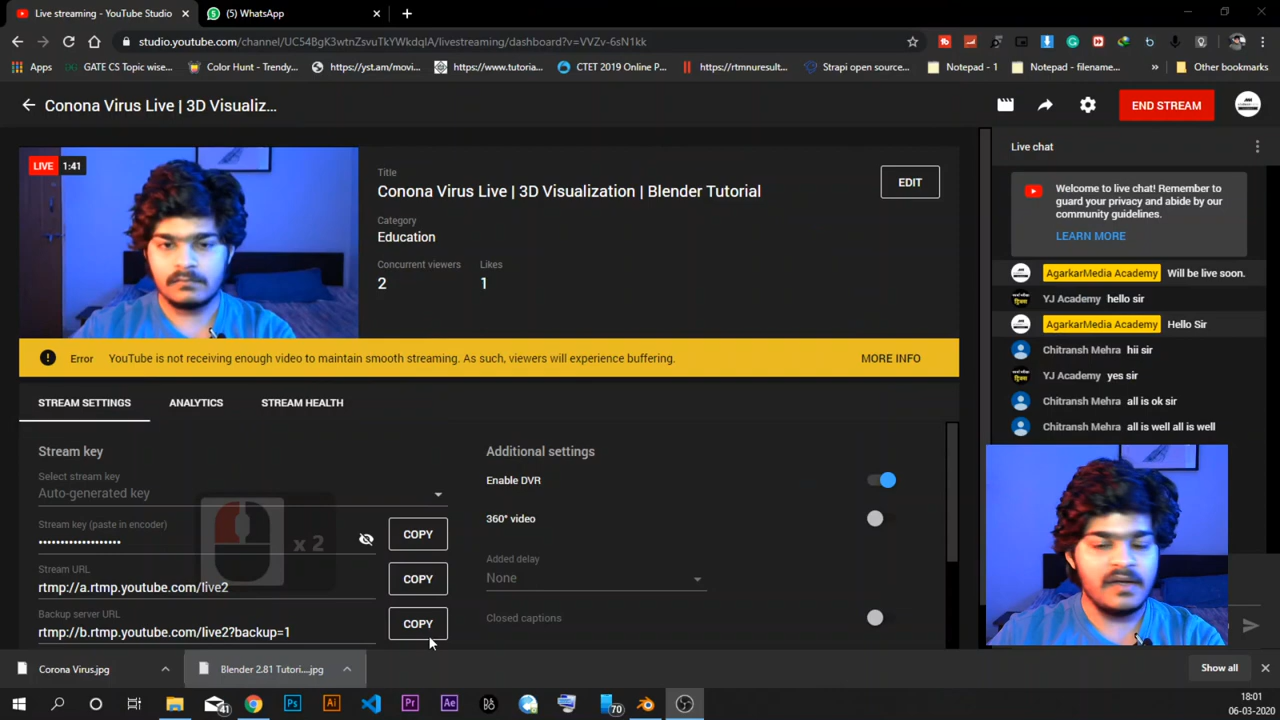 Live streaming - YouTube Studio
(5) WhatsApp
studio.youtube.com/channel/UC54BgK3wtnZsvuTkYWkdqIA/livestreaming/dashboard?v=VVZv-6sN1kk
Apps
GATE CS Topic wise...
Color Hunt - Trendy...
https://yst.am/movi...
https://www.tutoria...
CTET 2019 Online P...
https://rtmnuresult...
Strapi open source...
Notepad - 1
Notepad - filename...
»
Other bookmarks
Conona Virus Live | 3D Visualiz...
END STREAM
LIVE 1:41
Title
Conona Virus Live | 3D Visualization | Blender Tutorial
EDIT
Category
Education
Concurrent viewers
Likes
2
1
Error YouTube is not receiving enough video to maintain smooth streaming. As such, viewers will experience buffering.
MORE INFO
STREAM SETTINGS
ANALYTICS
STREAM HEALTH
Stream key
Select stream key
Auto-generated key
Stream key (paste in encoder)
••••••••••••••••••• 
COPY
Stream URL
rtmp://a.rtmp.youtube.com/live2
COPY
Backup server URL
rtmp://b.rtmp.youtube.com/live2?backup=1
COPY
x 2
Additional settings
Enable DVR
360° video
Added delay
None
Closed captions
Live chat
Welcome to live chat! Remember to
guard your privacy and abide by our
community guidelines.
LEARN MORE
AgarkarMedia Academy Will be live soon.
YJ Academy hello sir
AgarkarMedia Academy Hello Sir
Chitransh Mehra hii sir
YJ Academy yes sir
Chitransh Mehra all is ok sir
Chitransh Mehra all is well all is well
Corona Virus.jpg
Blender 2.81 Tutori....jpg
Show all
41
Ps
Ai
Pr
Ae
70
18:01
06-03-2020